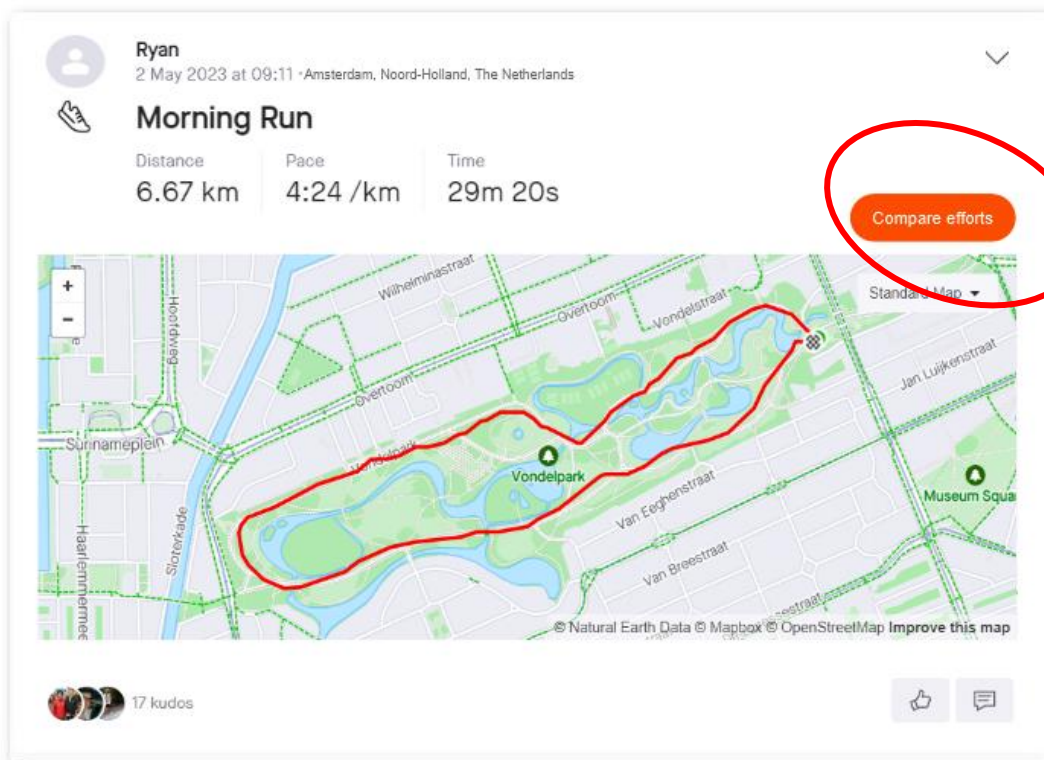 Ryan
2 May 2023 at 09:11 · Amsterdam, Noord-Holland, The Netherlands
Morning Run
Distance Pace Time
6.67 km 4:24 /km 29m 20s
Compare efforts
+
−
Standard Map
Wilhelminastraat
Overtoom
Vondelstraat
Hoofdweg
Jan Luijkenstraat
Overtoom
Surinameplein
Vondelpark
Vondelpark
Museum Squa
Van Eeghenstraat
Sloterkade
Haarlemmermee
Van Breestraat
© Natural Earth Data © Mapbox © OpenStreetMap Improve this map
17 kudos